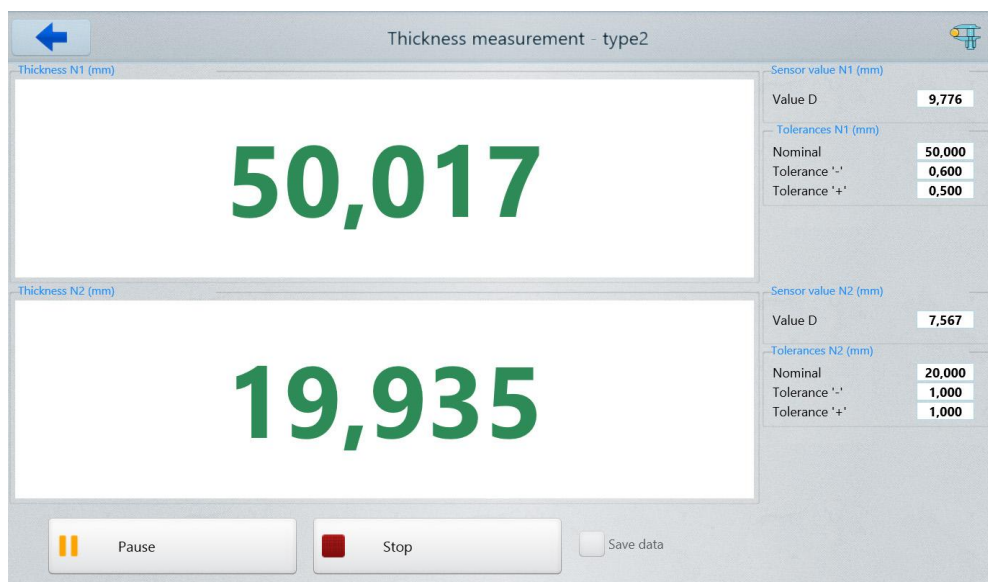 Thickness measurement - type2
Thickness N1 (mm)
50,017
Sensor value N1 (mm)
Value D 9,776
Tolerances N1 (mm)
Nominal 50,000
Tolerance '-' 0,600
Tolerance '+' 0,500
Thickness N2 (mm)
19,935
Sensor value N2 (mm)
Value D 7,567
Tolerances N2 (mm)
Nominal 20,000
Tolerance '-' 1,000
Tolerance '+' 1,000
Pause
Stop
Save data